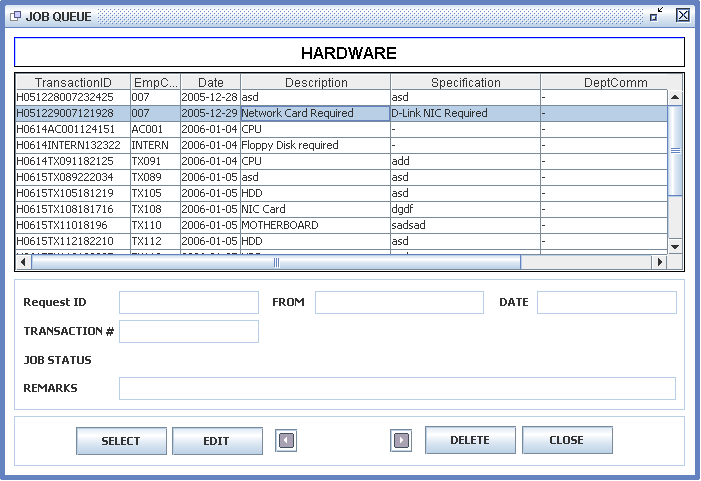 JOB QUEUE
HARDWARE
TransactionID EmpC... Date Description Specification DeptComm
H051228007232425 007 2005-12-28 asd asd -
H051229007121928 007 2005-12-29 Network Card Required D-Link NIC Required -
H0614AC001124151 AC001 2006-01-04 CPU - -
H0614INTERN132322 INTERN 2006-01-04 Floppy Disk required - -
H0614TX091182125 TX091 2006-01-04 CPU add -
H0615TX089222034 TX089 2006-01-05 asd asd -
H0615TX105181219 TX105 2006-01-05 HDD asd -
H0615TX108181716 TX108 2006-01-05 NIC Card dgdf -
H0615TX11018196 TX110 2006-01-05 MOTHERBOARD sadsad -
H0615TX112182210 TX112 2006-01-05 HDD asd -
Request ID FROM DATE
TRANSACTION #
JOB STATUS
REMARKS
SELECT EDIT DELETE CLOSE